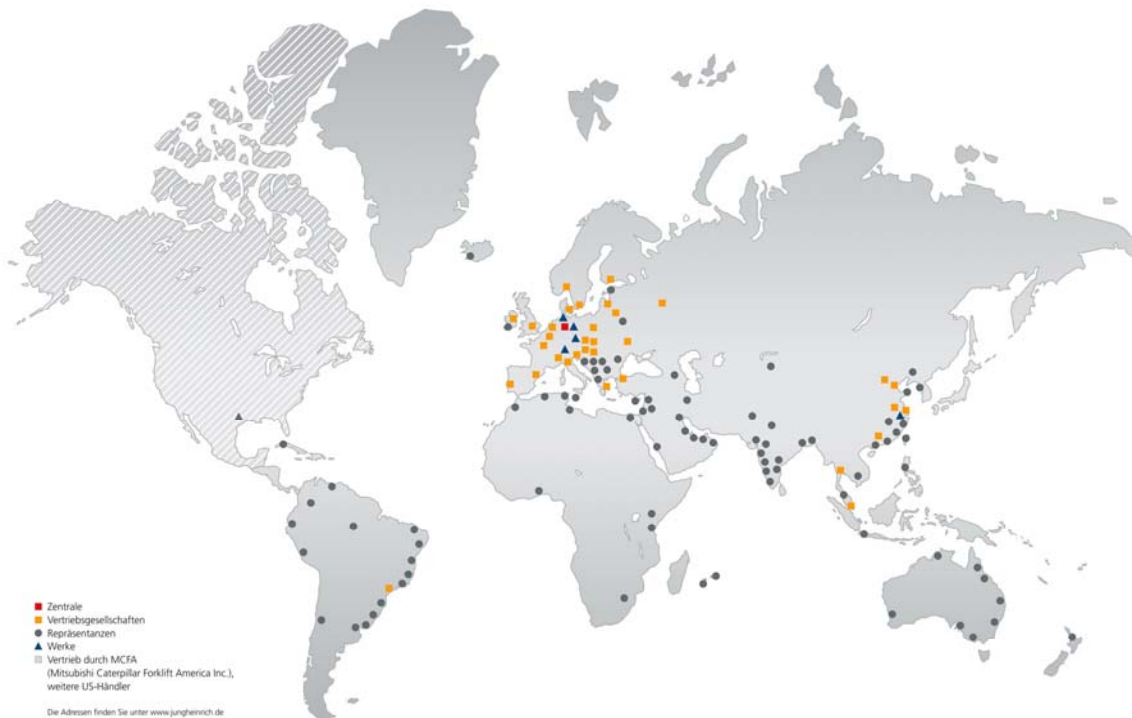 Zentrale
Vertriebsgesellschaften
Repräsentanzen
Werke
Vertrieb durch MCFA
(Mitsubishi Caterpillar Forklift America Inc.),
weitere US-Händler
Die Adressen finden Sie unter www.jungheinrich.de